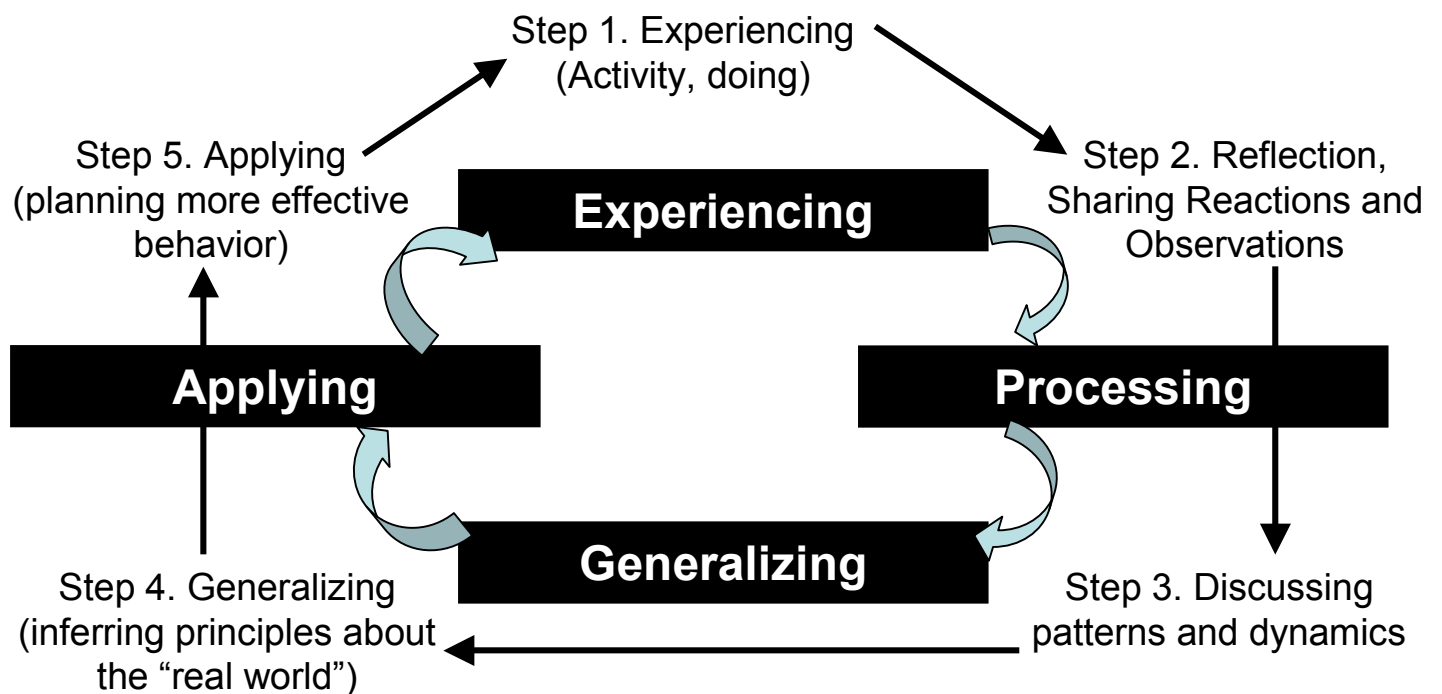 Step 1. Experiencing
(Activity, doing)
Step 2. Reflection,
Sharing Reactions and
Observations
Step 3. Discussing
patterns and dynamics
Step 4. Generalizing
(inferring principles about
the “real world”)
Step 5. Applying
(planning more effective
behavior)
Experiencing
Processing
Generalizing
Applying